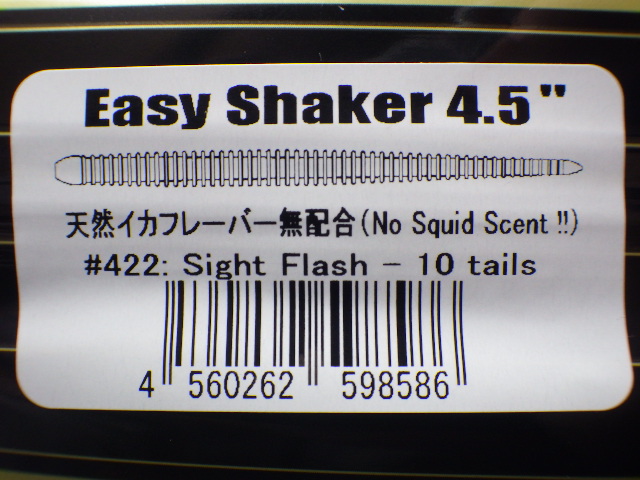 Easy Shaker 4.5"
天然イカフレーバー無配合(No Squid Scent!!)
#422: Sight Flash - 10 tails
4 560262 598586